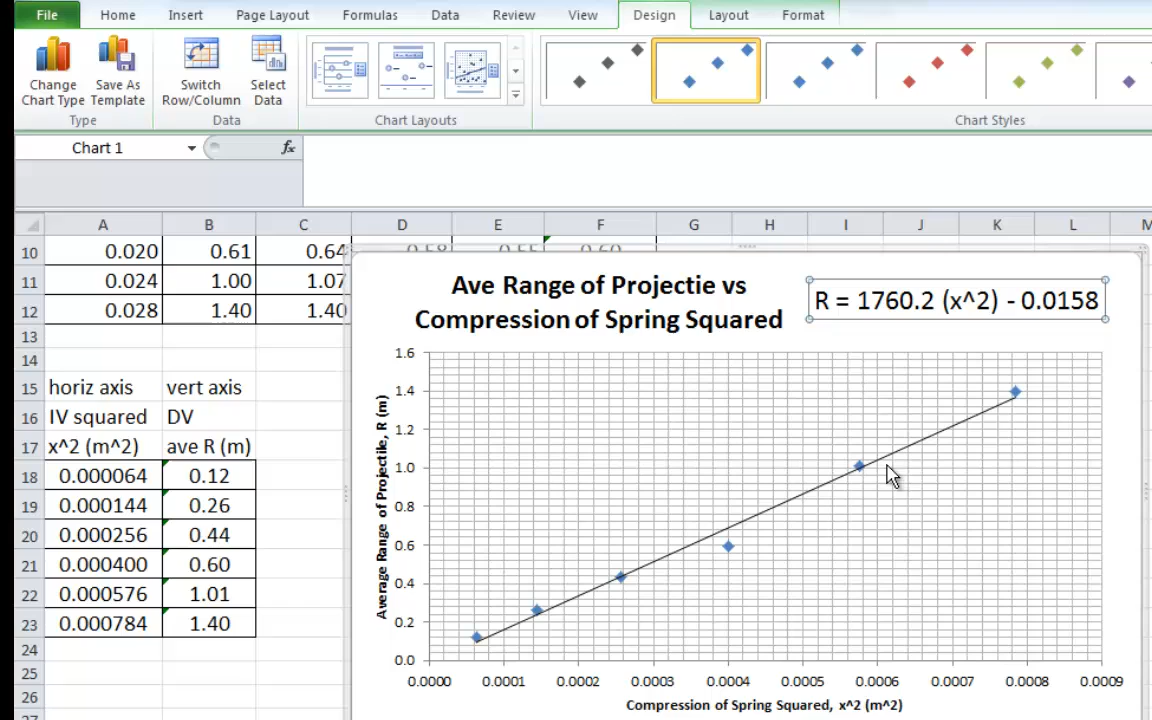 File Home Insert Page Layout Formulas Data Review View Design Layout Format
Change Chart Type
Save As Template
Switch Row/Column
Select Data
Type Data Chart Layouts Chart Styles
Chart 1 fx
A B C D E F G H I J K L M
10 0.020 0.61 0.64 0.58 0.55 0.60
11 0.024 1.00 1.07
12 0.028 1.40 1.40
13
14
15 horiz axis vert axis
16 IV squared DV
17 x^2 (m^2) ave R (m)
18 0.000064 0.12
19 0.000144 0.26
20 0.000256 0.44
21 0.000400 0.60
22 0.000576 1.01
23 0.000784 1.40
24
25
26
Ave Range of Projectie vs
Compression of Spring Squared
R = 1760.2 (x^2) - 0.0158
Average Range of Projectile, R (m)
1.6
1.4
1.2
1.0
0.8
0.6
0.4
0.2
0.0
0.0000 0.0001 0.0002 0.0003 0.0004 0.0005 0.0006 0.0007 0.0008 0.0009
Compression of Spring Squared, x^2 (m^2)